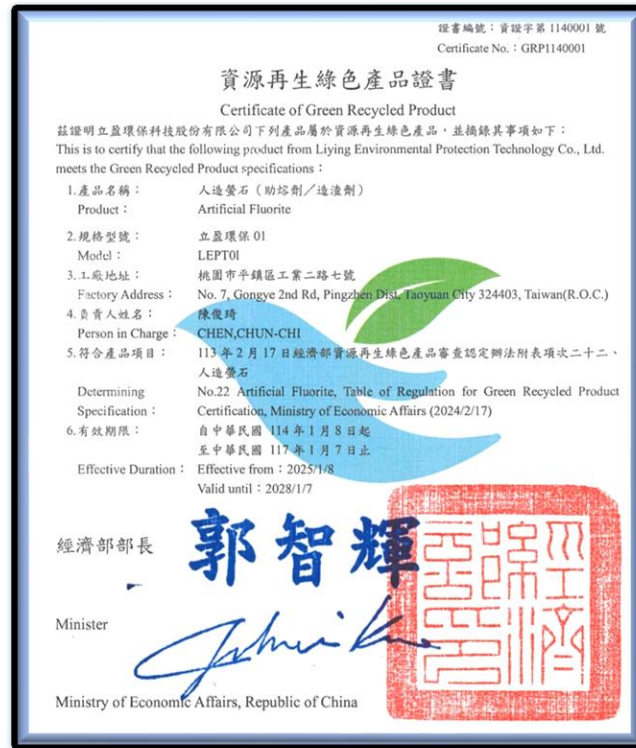 證書編號：資證字第 1140001 號
Certificate No.：GRP1140001
資源再生綠色產品證書
Certificate of Green Recycled Product
茲證明立盈環保科技股份有限公司下列產品屬於資源再生綠色產品，並摘錄其事項如下：
This is to certify that the following product from Liying Environmental Protection Technology Co., Ltd.
meets the Green Recycled Product specifications：
1.產品名稱： 人造螢石（助熔劑／造渣劑）
Product： Artificial Fluorite
2.規格型號： 立盈環保 01
Model： LEPT01
3.工廠地址： 桃園市平鎮區工業二路七號
Factory Address： No. 7, Gongye 2nd Rd, Pingzhen Dist, Taoyuan City 324403, Taiwan(R.O.C.)
4.負責人姓名： 陳俊琦
Person in Charge： CHEN,CHUN-CHI
5.符合產品項目： 113 年 2 月 17 日經濟部資源再生綠色產品審查認定辦法附表項次二十二、
人造螢石
Determining No.22 Artificial Fluorite, Table of Regulation for Green Recycled Product
Specification： Certification, Ministry of Economic Affairs (2024/2/17)
6.有效期限： 自中華民國 114 年 1 月 8 日起
至中華民國 117 年 1 月 7 日止
Effective Duration： Effective from：2025/1/8
Valid until：2028/1/7
經濟部部長 郭智輝
Minister
Ministry of Economic Affairs, Republic of China
經濟部印